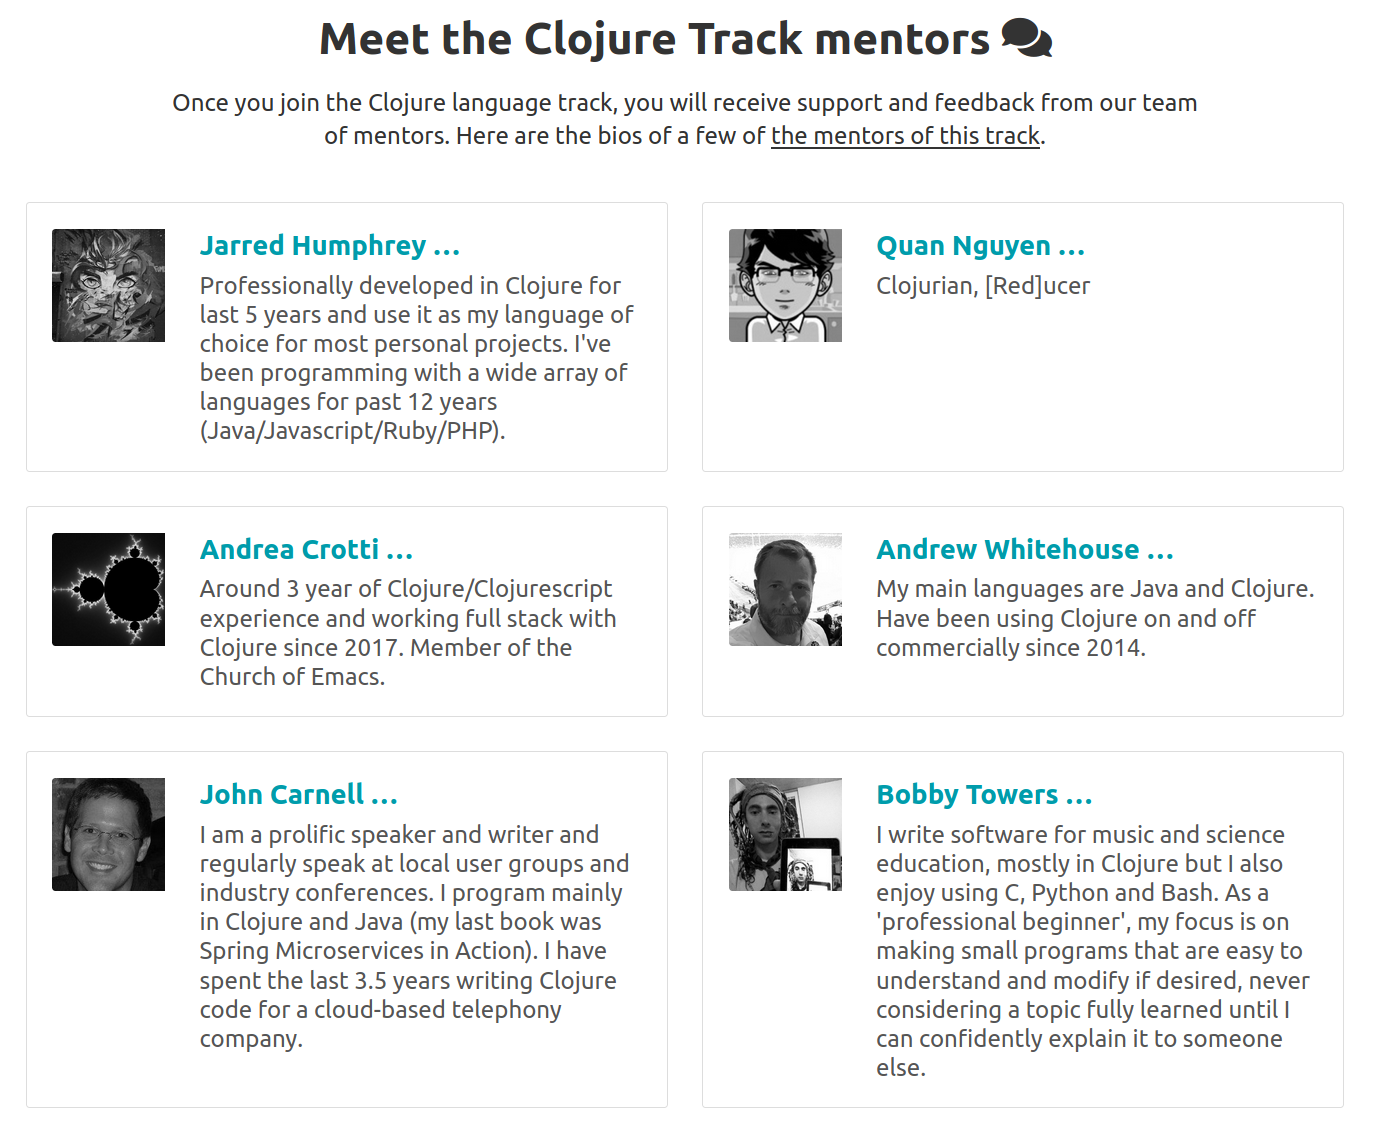 Meet the Clojure Track mentors
Once you join the Clojure language track, you will receive support and feedback from our team
of mentors. Here are the bios of a few of the mentors of this track.
Jarred Humphrey ...
Professionally developed in Clojure for
last 5 years and use it as my language of
choice for most personal projects. I've
been programming with a wide array of
languages for past 12 years
(Java/Javascript/Ruby/PHP).
Quan Nguyen ...
Clojurian, [Red]ucer
Andrea Crotti ...
Around 3 year of Clojure/Clojurescript
experience and working full stack with
Clojure since 2017. Member of the
Church of Emacs.
Andrew Whitehouse ...
My main languages are Java and Clojure.
Have been using Clojure on and off
commercially since 2014.
John Carnell ...
I am a prolific speaker and writer and
regularly speak at local user groups and
industry conferences. I program mainly
in Clojure and Java (my last book was
Spring Microservices in Action). I have
spent the last 3.5 years writing Clojure
code for a cloud-based telephony
company.
Bobby Towers ...
I write software for music and science
education, mostly in Clojure but I also
enjoy using C, Python and Bash. As a
'professional beginner', my focus is on
making small programs that are easy to
understand and modify if desired, never
considering a topic fully learned until I
can confidently explain it to someone
else.